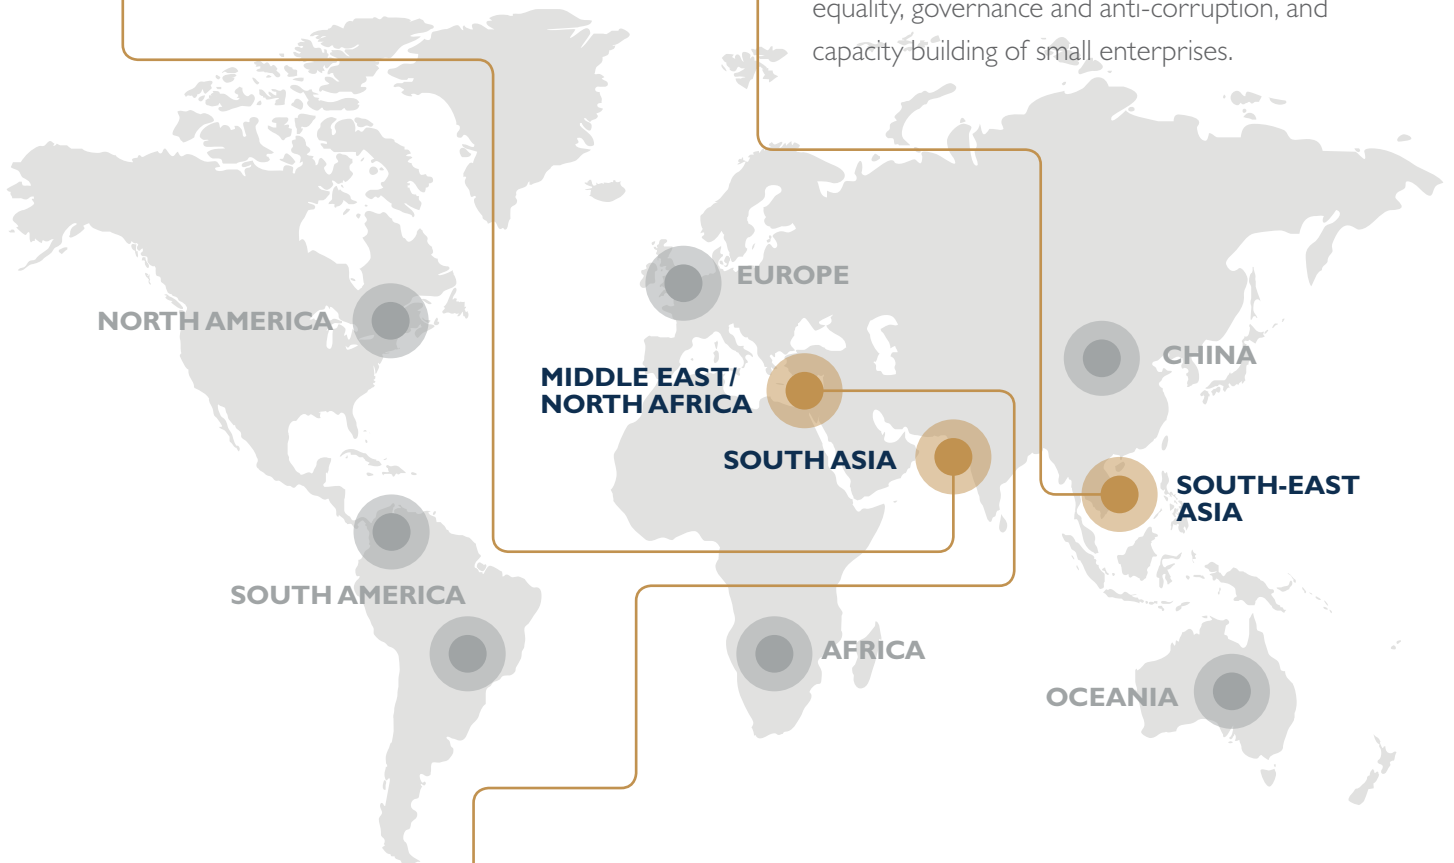 equality, governance and anti-corruption, and
capacity building of small enterprises.
EUROPE
NORTH AMERICA
CHINA
MIDDLE EAST/
NORTH AFRICA
SOUTH ASIA
SOUTH-EAST
ASIA
SOUTH AMERICA
AFRICA
OCEANIA